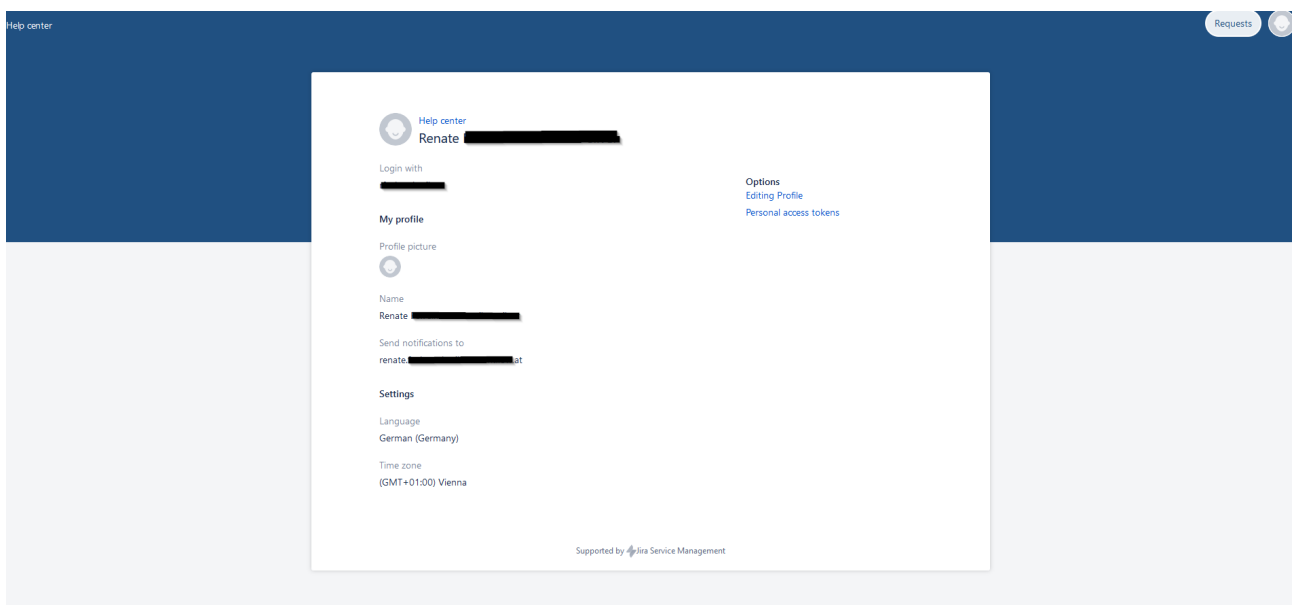 Help center
Requests
Help center
Renate
Login with
My profile
Profile picture
Name
Renate
Send notifications to
renate. at
Settings
Language
German (Germany)
Time zone
(GMT+01:00) Vienna
Options
Editing Profile
Personal access tokens
Supported by Jira Service Management